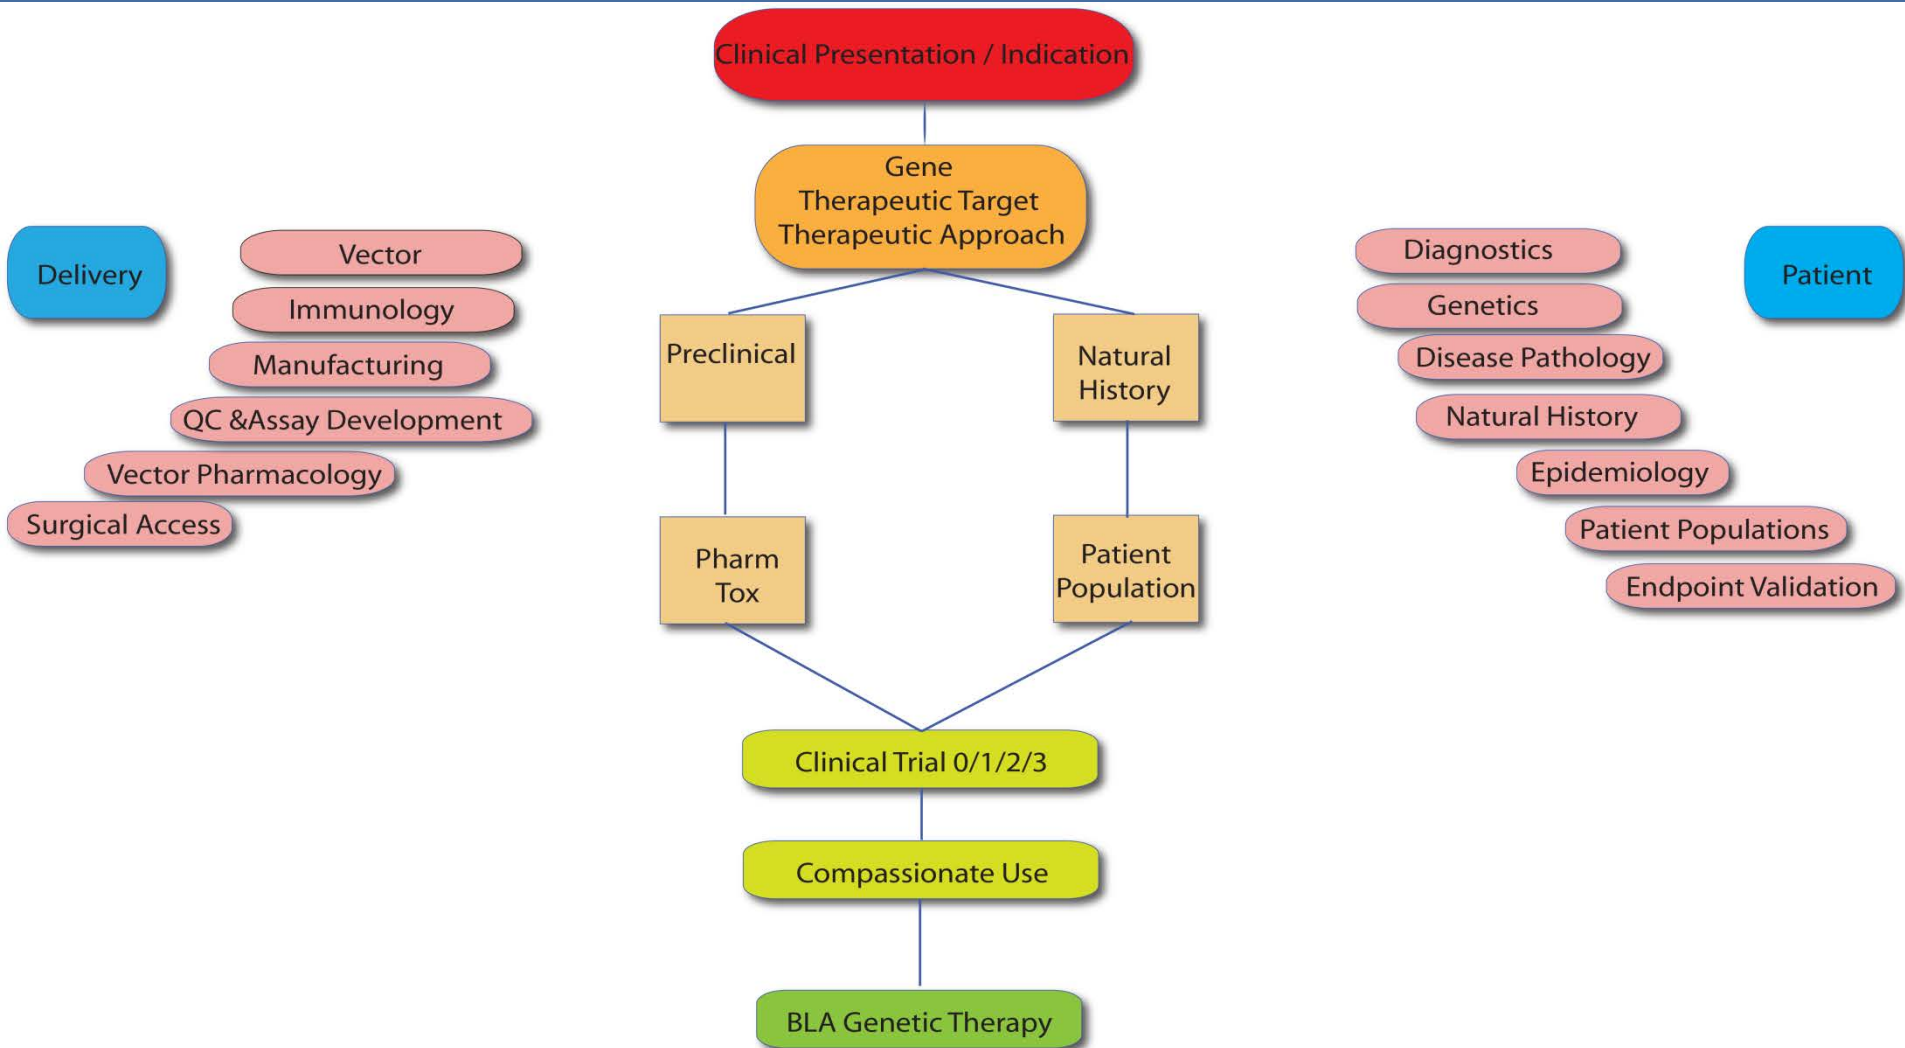 Clinical Presentation / Indication
Gene
Therapeutic Target
Therapeutic Approach
Delivery
Vector
Immunology
Manufacturing
QC &Assay Development
Vector Pharmacology
Surgical Access
Preclinical
Natural
History
Pharm
Tox
Patient
Population
Diagnostics
Genetics
Disease Pathology
Natural History
Epidemiology
Patient Populations
Endpoint Validation
Patient
Clinical Trial 0/1/2/3
Compassionate Use
BLA Genetic Therapy